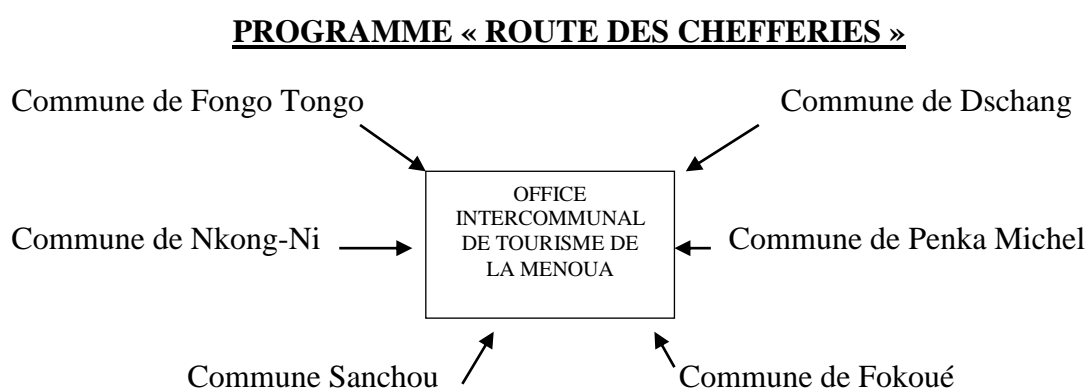 PROGRAMME « ROUTE DES CHEFFERIES »
Commune de Fongo Tongo
Commune de Dschang
OFFICE
INTERCOMMUNAL
DE TOURISME DE
LA MENOUA
Commune de Nkong-Ni
Commune de Penka Michel
Commune Sanchou
Commune de Fokoué